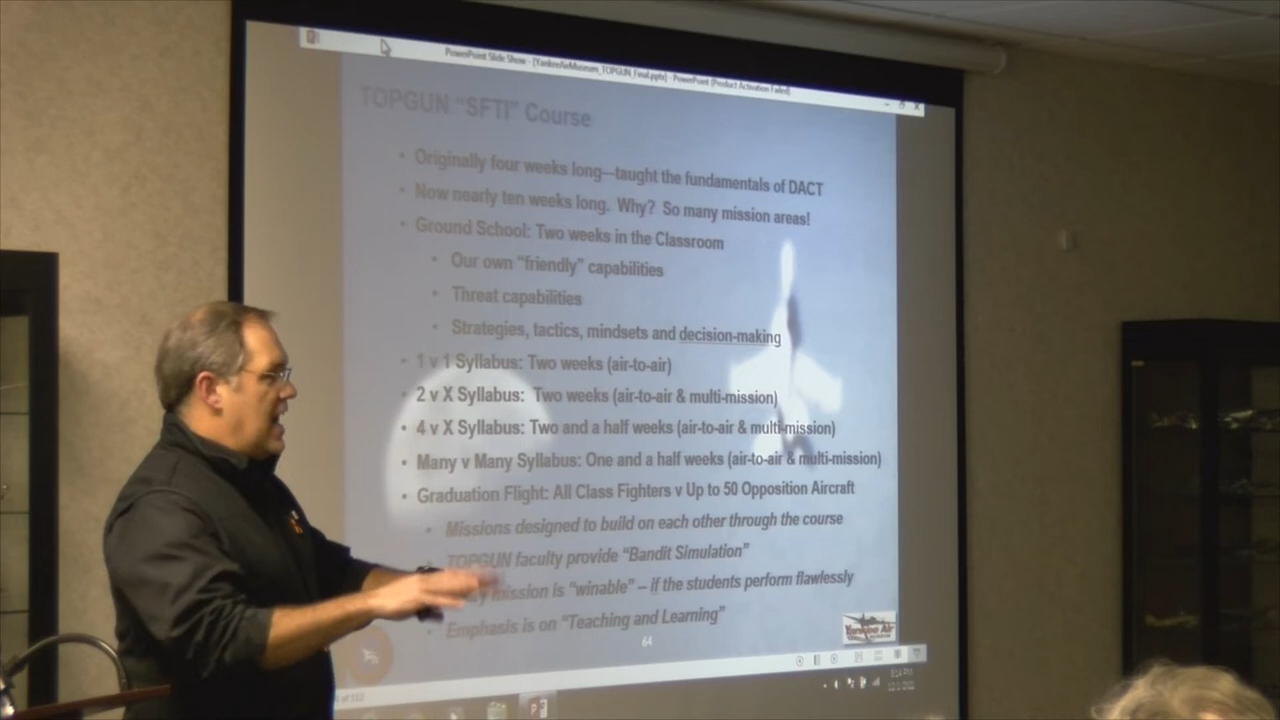 PowerPoint Slide Show - [YankeeAirMuseum_TOPGUN_Final.pptx] - PowerPoint (Product Activation Failed)
TOPGUN "SFTI" Course
• Originally four weeks long—taught the fundamentals of DACT
• Now nearly ten weeks long. Why? So many mission areas!
• Ground School: Two weeks in the Classroom
• Our own "friendly" capabilities
• Threat capabilities
• Strategies, tactics, mindsets and decision-making
• 1 v 1 Syllabus: Two weeks (air-to-air)
• 2 v X Syllabus: Two weeks (air-to-air & multi-mission)
• 4 v X Syllabus: Two and a half weeks (air-to-air & multi-mission)
• Many v Many Syllabus: One and a half weeks (air-to-air & multi-mission)
• Graduation Flight: All Class Fighters v Up to 50 Opposition Aircraft
• Missions designed to build on each other through the course
• TOPGUN faculty provide "Bandit Simulation"
mission is "winable" – if the students perform flawlessly
• Emphasis is on "Teaching and Learning"
64
Yankee Air
of 112